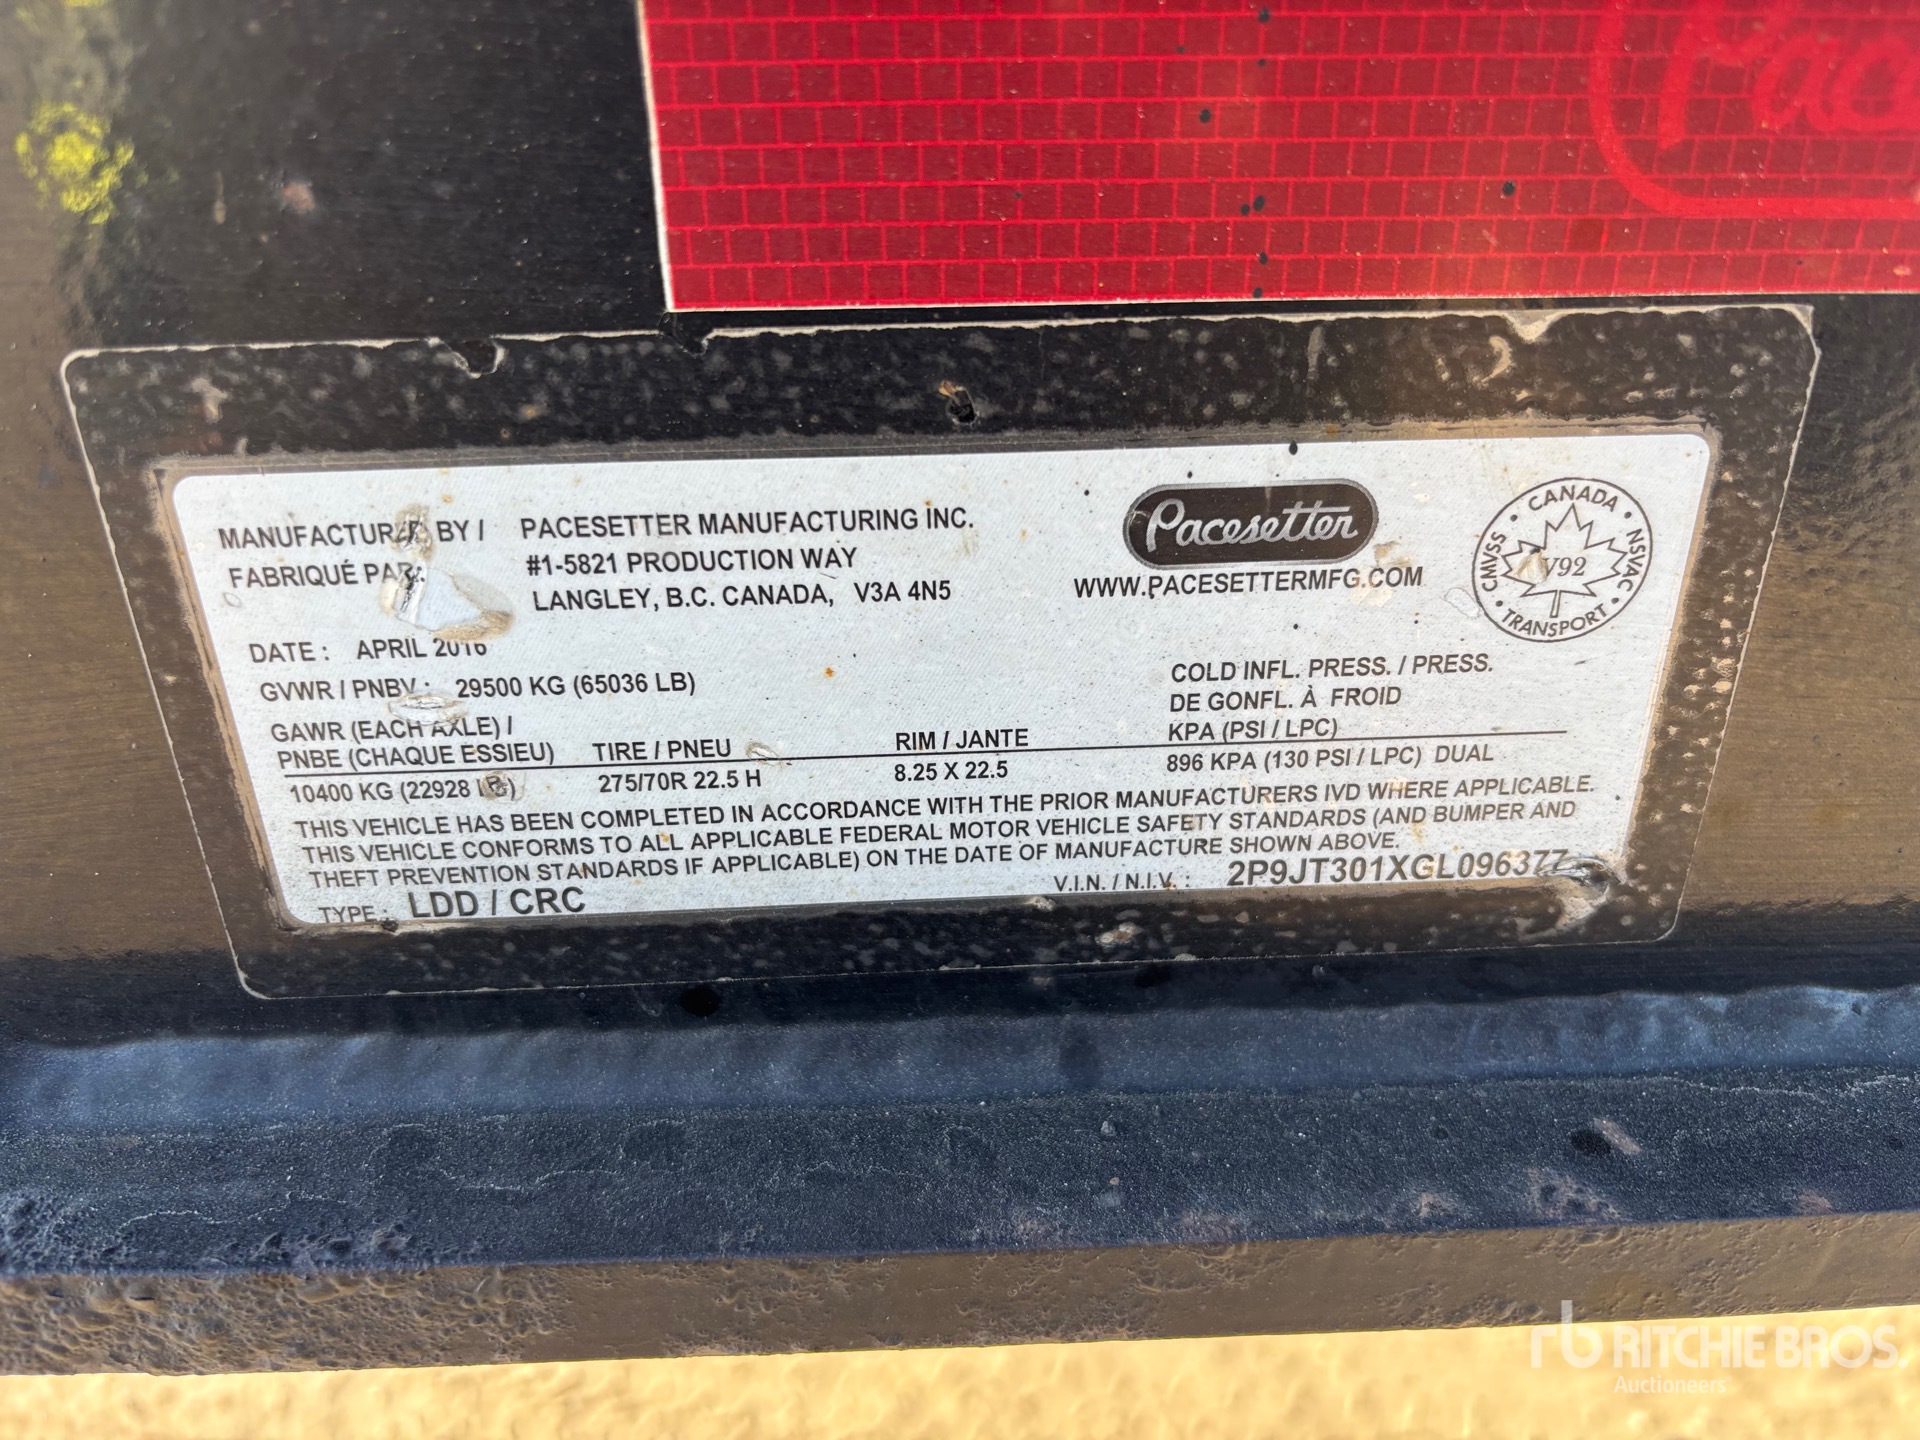 Pace
MANUFACTURED BY / PACESETTER MANUFACTURING INC.
FABRIQUÉ PAR #1-5821 PRODUCTION WAY
LANGLEY, B.C. CANADA, V3A 4N5
Pacesetter
WWW.PACESETTERMFG.COM
CANADA
CMVSS NSVAC
V92
TRANSPORT
DATE : APRIL 2016
GVWR / PNBV : 29500 KG (65036 LB)
COLD INFL. PRESS. / PRESS.
DE GONFL. À FROID
KPA (PSI / LPC)
GAWR (EACH AXLE) /
PNBE (CHAQUE ESSIEU) TIRE / PNEU RIM / JANTE
10400 KG (22928 LB) 275/70R 22.5 H 8.25 X 22.5 896 KPA (130 PSI / LPC) DUAL
THIS VEHICLE HAS BEEN COMPLETED IN ACCORDANCE WITH THE PRIOR MANUFACTURERS IVD WHERE APPLICABLE.
THIS VEHICLE CONFORMS TO ALL APPLICABLE FEDERAL MOTOR VEHICLE SAFETY STANDARDS (AND BUMPER AND
THEFT PREVENTION STANDARDS IF APPLICABLE) ON THE DATE OF MANUFACTURE SHOWN ABOVE.
TYPE : LDD / CRC V.I.N. / N.I.V. : 2P9JT301XGL096377
rb RITCHIE BROS.
Auctioneers